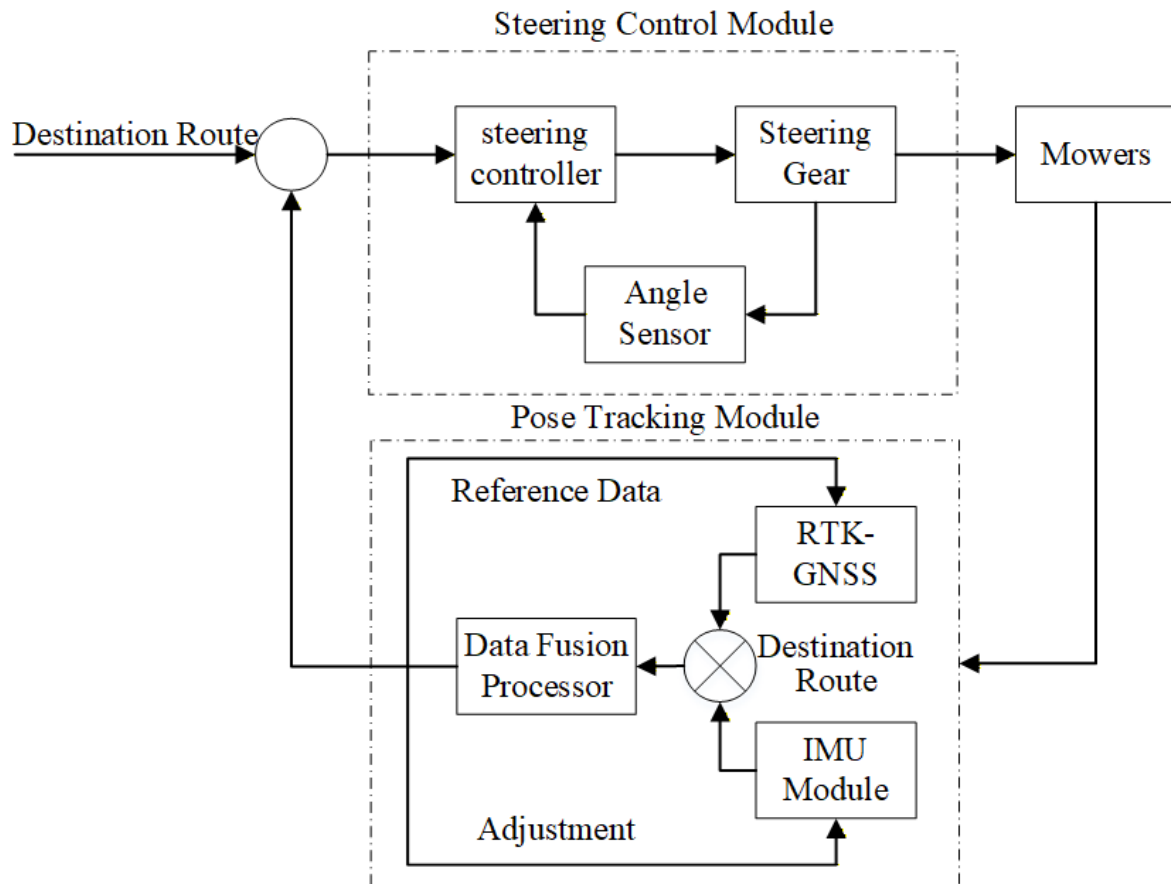 Steering Control Module
Destination Route
steering
controller
Steering
Gear
Mowers
Angle
Sensor
Pose Tracking Module
Reference Data
RTK-
GNSS
Data Fusion
Processor
Destination
Route
IMU
Module
Adjustment